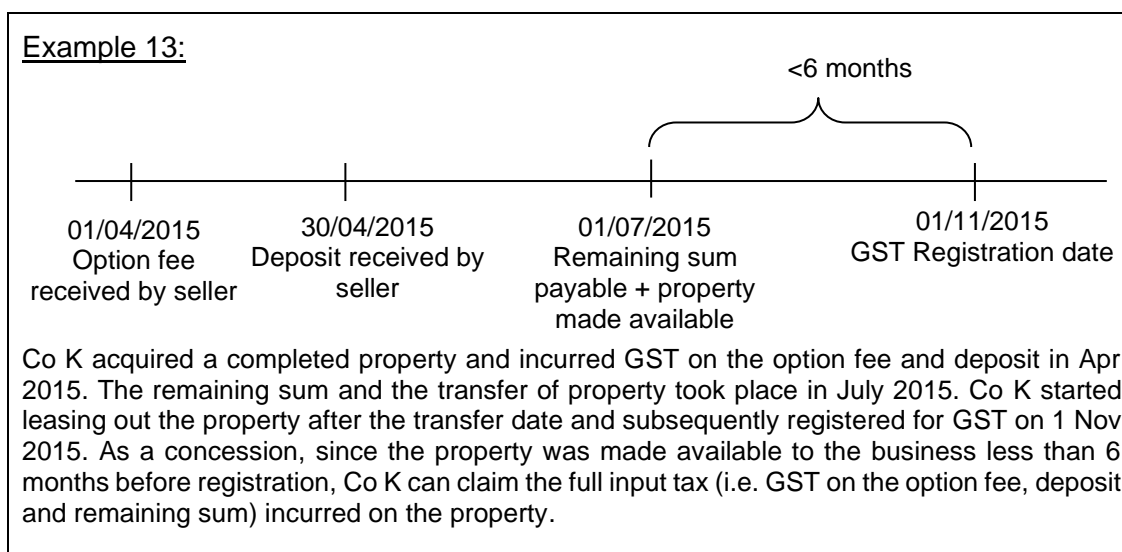 Example 13:
<6 months
01/04/2015
Option fee
received by seller
30/04/2015
Deposit received by
seller
01/07/2015
Remaining sum
payable + property
made available
01/11/2015
GST Registration date
Co K acquired a completed property and incurred GST on the option fee and deposit in Apr
2015. The remaining sum and the transfer of property took place in July 2015. Co K started
leasing out the property after the transfer date and subsequently registered for GST on 1 Nov
2015. As a concession, since the property was made available to the business less than 6
months before registration, Co K can claim the full input tax (i.e. GST on the option fee, deposit
and remaining sum) incurred on the property.